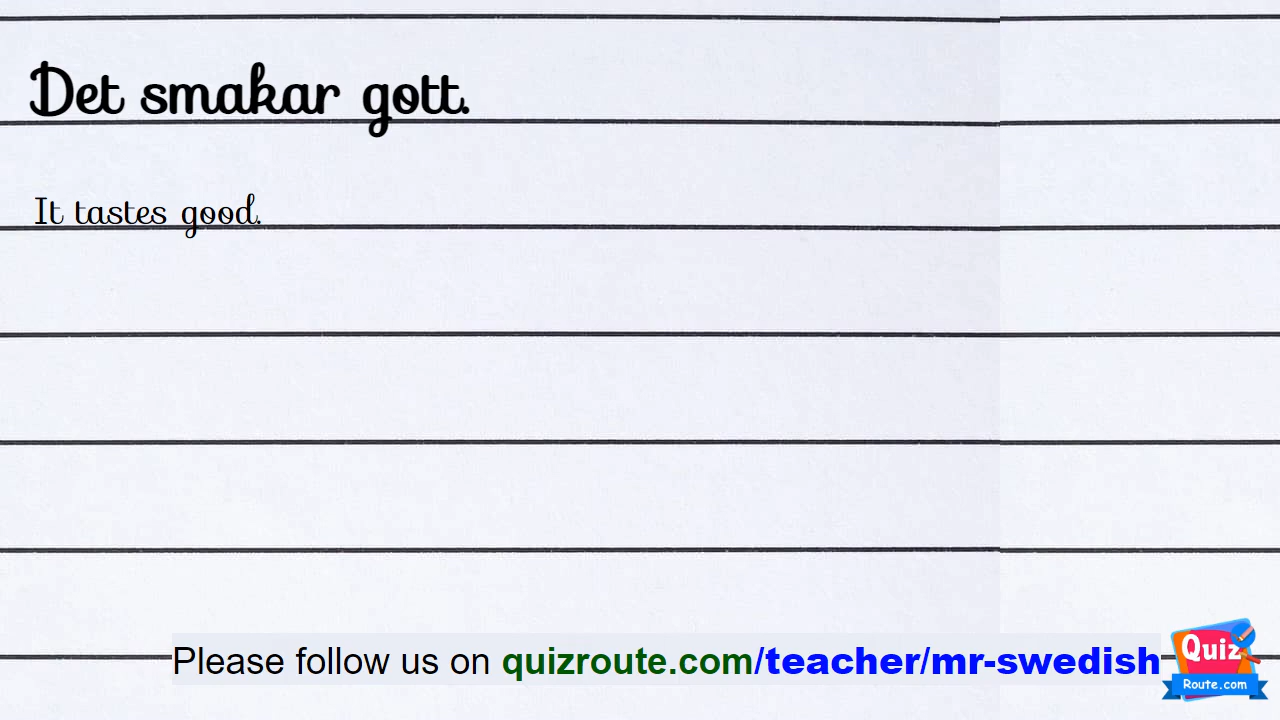 Det smakar gott.
It tastes good.
Please follow us on quizroute.com/teacher/mr-swedish
Quiz
Route.com